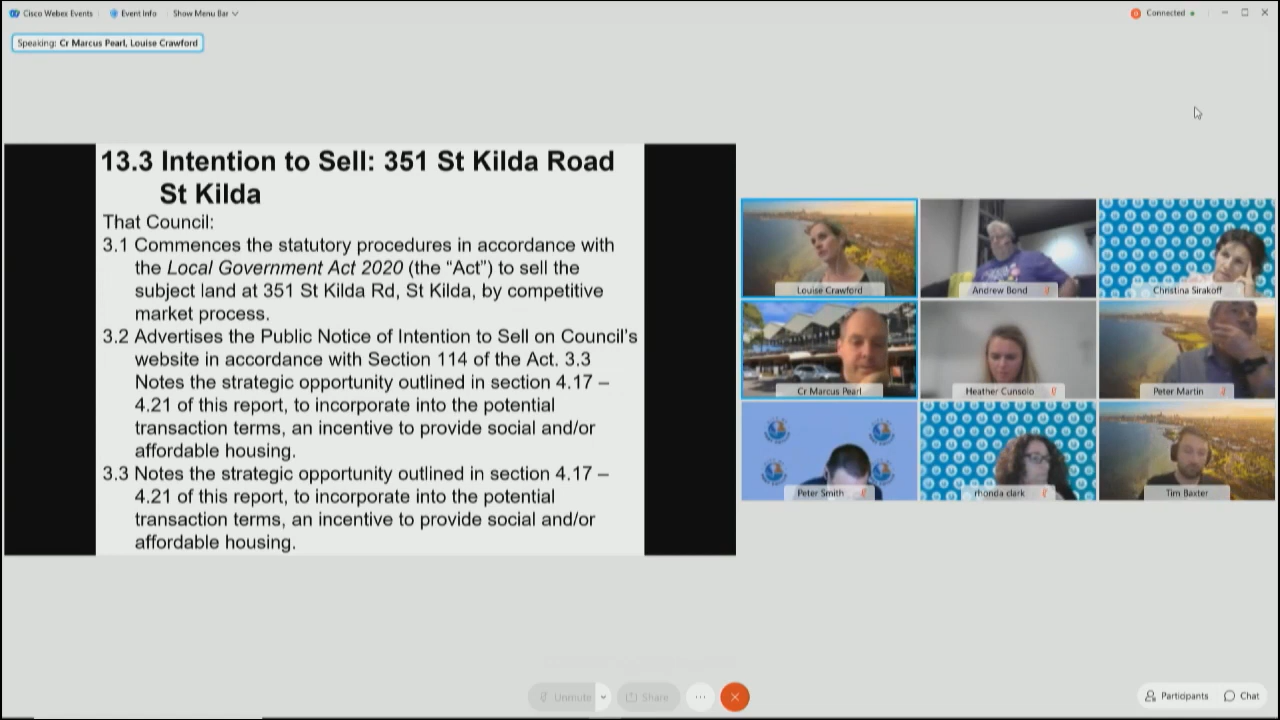 Cisco Webex Events
Event Info
Show Menu Bar
Connected
Speaking: Cr Marcus Pearl, Louise Crawford
13.3 Intention to Sell: 351 St Kilda Road
St Kilda
That Council:
3.1 Commences the statutory procedures in accordance with
the Local Government Act 2020 (the “Act”) to sell the
subject land at 351 St Kilda Rd, St Kilda, by competitive
market process.
3.2 Advertises the Public Notice of Intention to Sell on Council’s
website in accordance with Section 114 of the Act. 3.3
Notes the strategic opportunity outlined in section 4.17 –
4.21 of this report, to incorporate into the potential
transaction terms, an incentive to provide social and/or
affordable housing.
3.3 Notes the strategic opportunity outlined in section 4.17 –
4.21 of this report, to incorporate into the potential
transaction terms, an incentive to provide social and/or
affordable housing.
Louise Crawford
Andrew Bond
Christina Sirakoff
Cr Marcus Pearl
Heather Cunsolo
Peter Martin
Peter Smith
rhonda clark
Tim Baxter
Unmute
Share
Participants
Chat